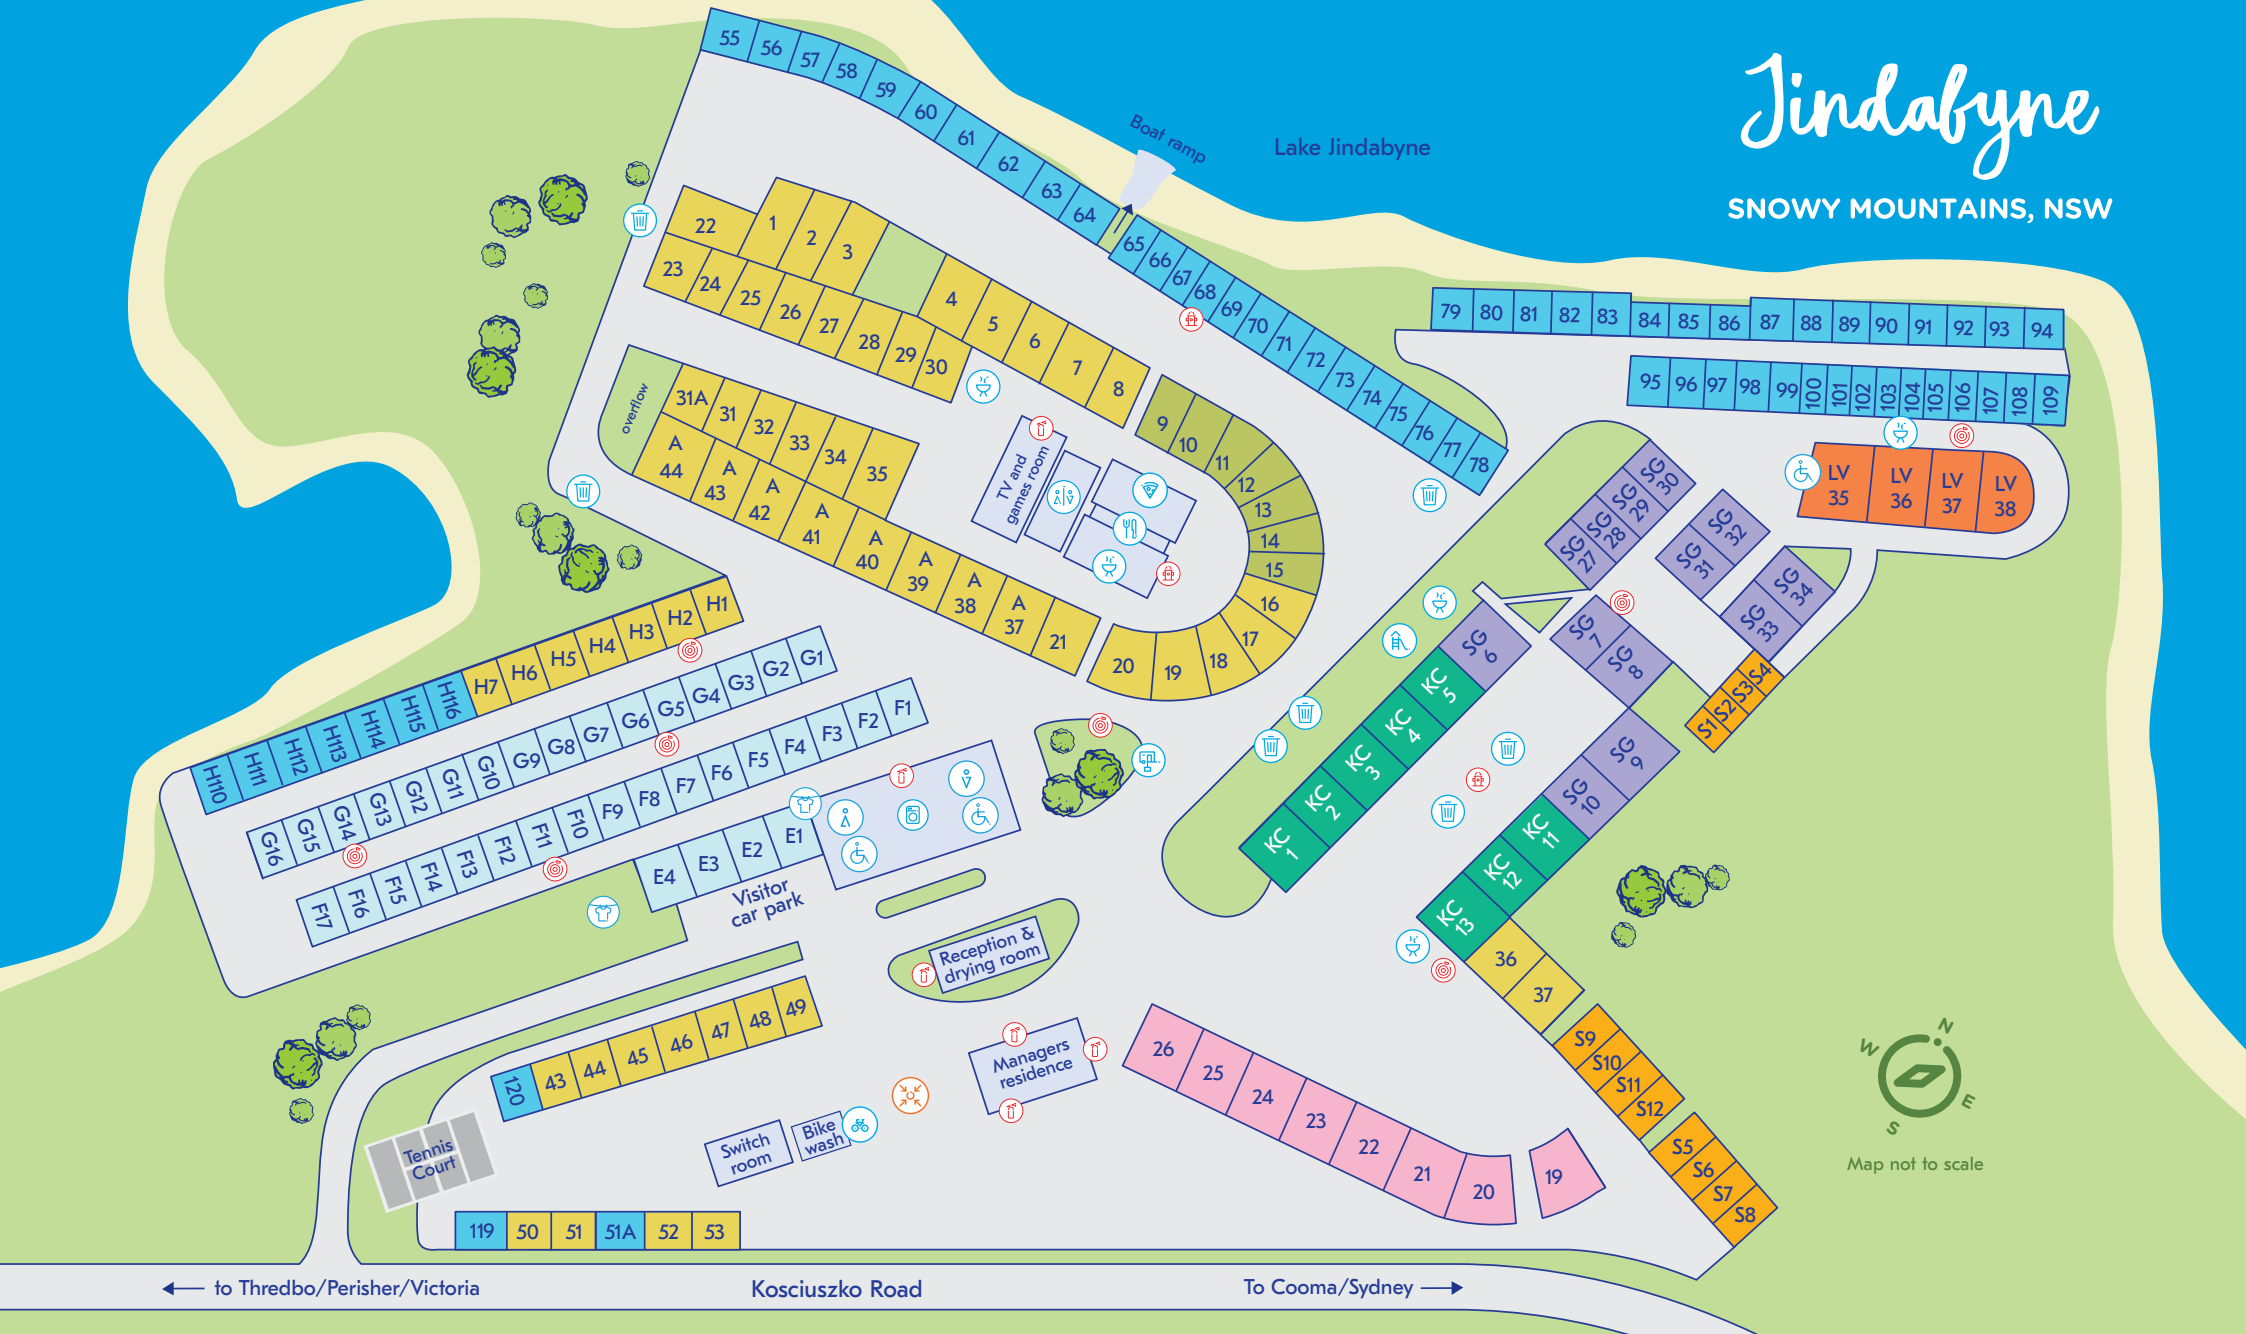 Jindabyne
SNOWY MOUNTAINS, NSW
Lake Jindabyne
Boat ramp
55
56
57
58
59
60
61
62
63
64
65
66
67
68
69
70
71
72
73
74
75
76
77
78
79
80
81
82
83
84
85
86
87
88
89
90
91
92
93
94
95
96
97
98
99
100
101
102
103
104
105
106
107
108
109
22
1
2
3
4
5
6
7
8
23
24
25
26
27
28
29
30
9
10
11
12
13
14
15
16
17
18
19
20
overflow
31A
31
32
33
34
35
A
44
A
43
A
42
A
41
A
40
A
39
A
38
A
37
21
TV and
games room
LV
35
LV
36
LV
37
LV
38
SG
30
SG
29
SG
28
SG
27
SG
32
SG
31
SG
34
SG
33
SG
7
SG
8
SG
6
SG
9
SG
10
S1
S2
S3
S4
KC
5
KC
4
KC
3
KC
2
KC
1
KC
11
KC
12
KC
13
36
37
S9
S10
S11
S12
S5
S6
S7
S8
H1
H2
H3
H4
H5
H6
H7
H16
H115
H114
H113
H112
H111
H110
G1
G2
G3
G4
G5
G6
G7
G8
G9
G10
G11
G12
G13
G14
G15
G16
F1
F2
F3
F4
F5
F6
F7
F8
F9
F10
F11
F12
F13
F14
F15
F16
F17
E1
E2
E3
E4
Visitor
car park
Reception &
drying room
Managers
residence
120
43
44
45
46
47
48
49
Tennis
Court
Switch
room
Bike
wash
119
50
51
51A
52
53
26
25
24
23
22
21
20
19
N
W
E
S
Map not to scale
to Thredbo/Perisher/Victoria
Kosciuszko Road
To Cooma/Sydney